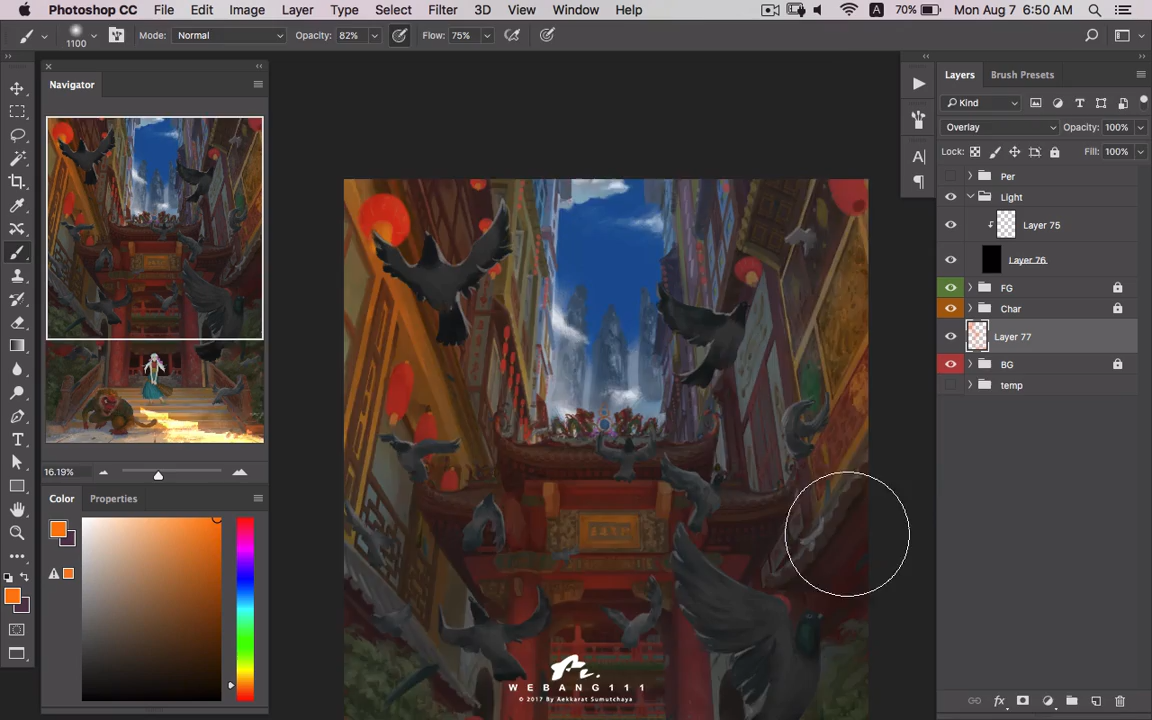 Photoshop CC File Edit Image Layer Type Select Filter 3D View Window Help A 70% Mon Aug 7 6:50 AM
1100 Mode: Normal Opacity: 82% Flow: 75%
Navigator
16.19%
Color Properties
Layers Brush Presets
Kind
Overlay Opacity: 100%
Lock: Fill: 100%
Per
Light
Layer 75
Layer 76
FG
Char
Layer 77
BG
temp
WEBANG111
© 2017 By Aekkarat Sumutchaya